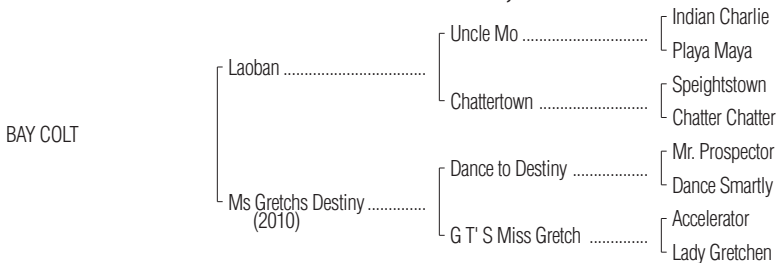 Indian Charlie
Uncle Mo ..................................
Playa Maya
Laoban ..................................
Speightstown
Chattertown .............................
Chatter Chatter
BAY COLT
Mr. Prospector
Dance to Destiny ....................
Dance Smartly
Ms Gretchs Destiny ..............
(2010)
Accelerator
G T' S Miss Gretch ...............
Lady Gretchen